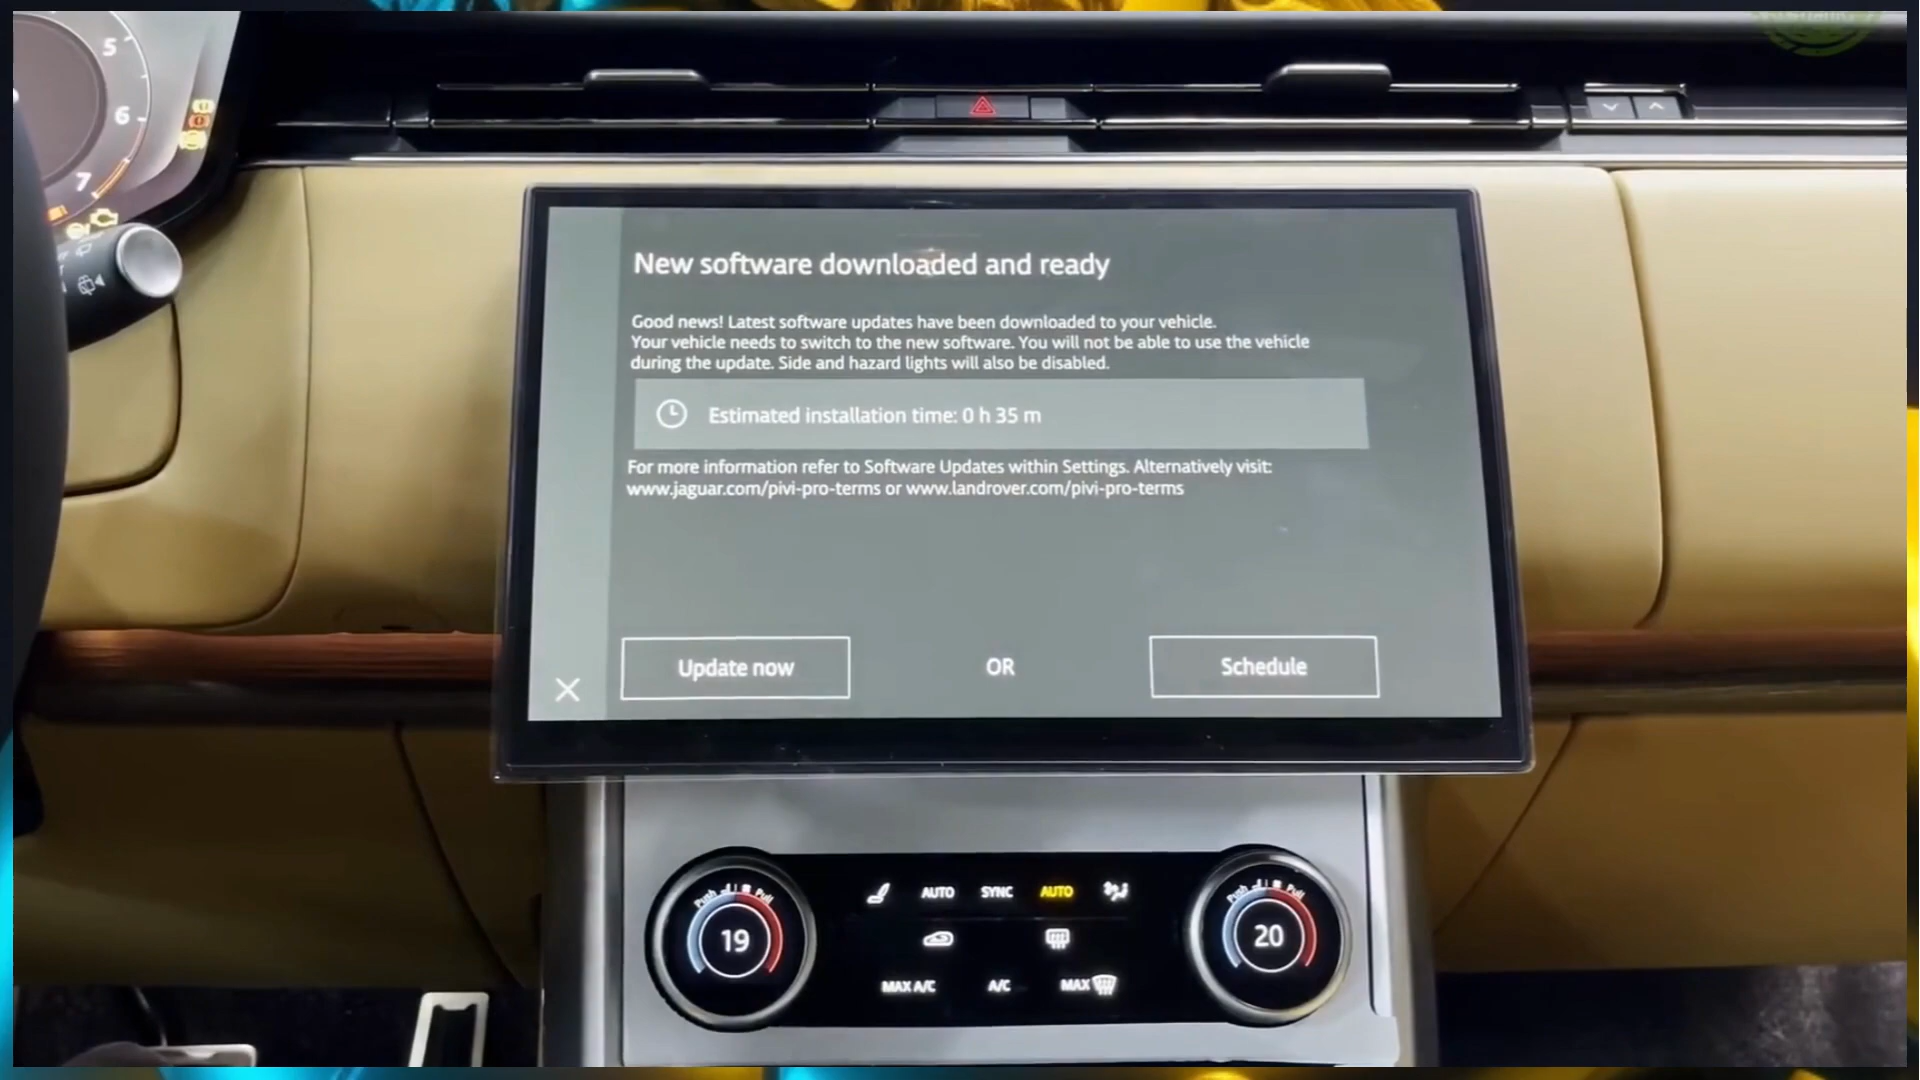 5
6
7
New software downloaded and ready
Good news! Latest software updates have been downloaded to your vehicle.
Your vehicle needs to switch to the new software. You will not be able to use the vehicle
during the update. Side and hazard lights will also be disabled.
Estimated installation time: 0 h 35 m
For more information refer to Software Updates within Settings. Alternatively visit:
www.jaguar.com/pivi-pro-terms or www.landrover.com/pivi-pro-terms
Update now OR Schedule
Push Pull
19
AUTO SYNC AUTO
MAX A/C A/C MAX
Push Pull
20